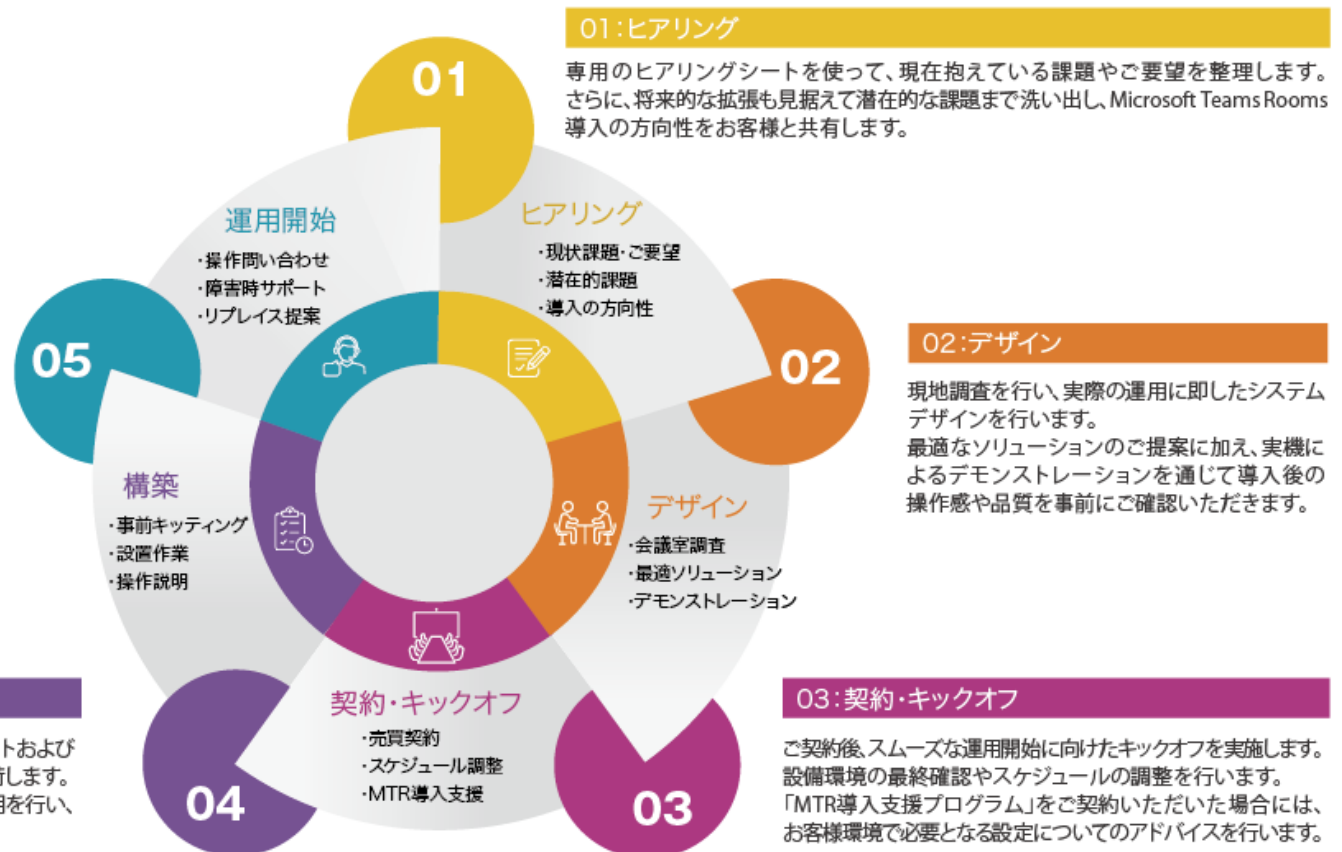 01:ヒアリング
専用のヒアリングシートを使って、現在抱えている課題やご要望を整理します。
さらに、将来的な拡張も見据えて潜在的な課題まで洗い出し、Microsoft Teams Rooms
導入の方向性をお客様と共有します。
01
ヒアリング
・現状課題・ご要望
・潜在的課題
・導入の方向性
運用開始
・操作問い合わせ
・障害時サポート
・リプレイス提案
05
02
02:デザイン
現地調査を行い、実際の運用に即したシステム
デザインを行います。
最適なソリューションのご提案に加え、実機に
よるデモンストレーションを通じて導入後の
操作感や品質を事前にご確認いただきます。
構築
・事前キッティング
・設置作業
・操作説明
デザイン
・会議室調査
・最適ソリューション
・デモンストレーション
契約・キックオフ
・売買契約
・スケジュール調整
・MTR導入支援
04
03
03:契約・キックオフ
ご契約後、スムーズな運用開始に向けたキックオフを実施します。
設備環境の最終確認やスケジュールの調整を行います。
「MTR導入支援プログラム」をご契約いただいた場合には、
お客様環境で必要となる設定についてのアドバイスを行います。
トおよび
します。
を行い、